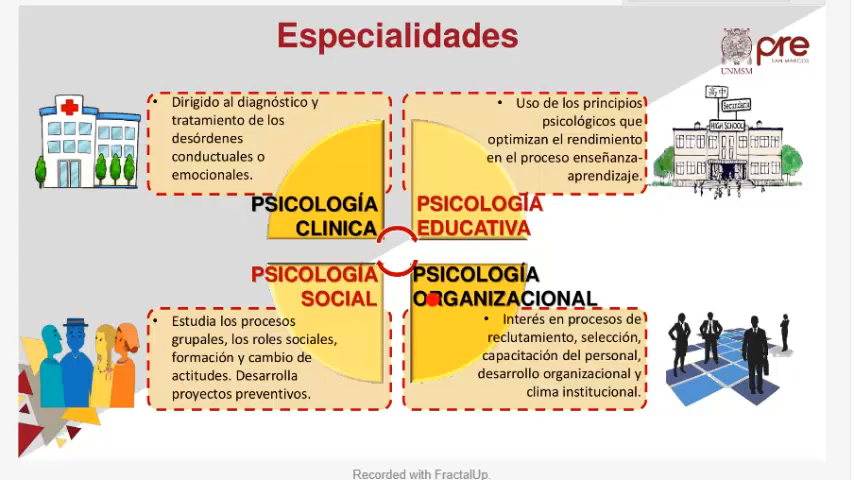 Especialidades
UNMSM
pre
SAN MARCOS
• Dirigido al diagnóstico y
tratamiento de los
desórdenes
conductuales o
emocionales.
• Uso de los principios
psicológicos que
optimizan el rendimiento
en el proceso enseñanza-
aprendizaje.
高中
HIGH SCHOOL
PSICOLOGÍA
CLINICA
PSICOLOGÍA
EDUCATIVA
PSICOLOGÍA
SOCIAL
PSICOLOGÍA
ORGANIZACIONAL
• Estudia los procesos
grupales, los roles sociales,
formación y cambio de
actitudes. Desarrolla
proyectos preventivos.
• Interés en procesos de
reclutamiento, selección,
capacitación del personal,
desarrollo organizacional y
clima institucional.
Recorded with FractalUp.